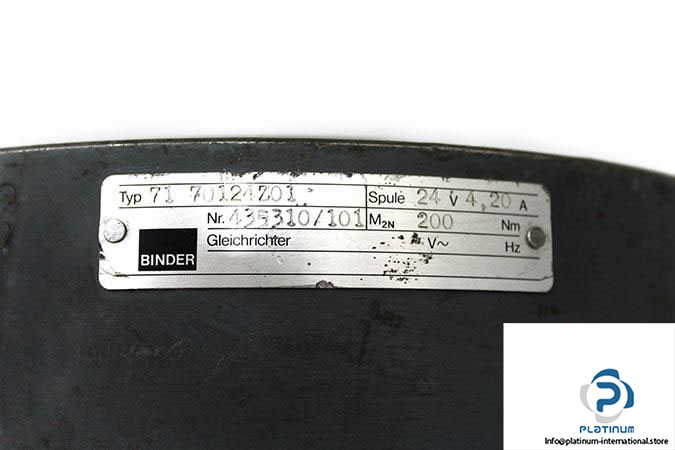 Typ 71 70124Z01 Spule 24 V 4,20 A
Nr. 435310/101 M2N 200 Nm
Gleichrichter V~ Hz
BINDER
PLATINUM
Info@platinum-international.store